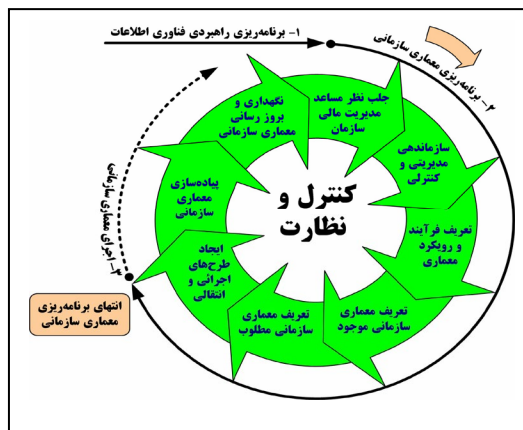 ۱- برنامه‌ریزی راهبردی فناوری اطلاعات
۲- برنامه‌ریزی معماری سازمانی
جلب نظر مساعد
مدیریت مالی
سازمان
سازماندهی
مدیریتی و
کنترلی
تعریف فرآیند
و رویکرد
معماری
تعریف معماری
سازمانی موجود
تعریف معماری
سازمانی مطلوب
ایجاد
طرح‌های
اجرائی و
انتقالی
پیاده‌سازی
معماری
سازمانی
نگهداری و
بروز رسانی
معماری سازمانی
کنترل و
نظارت
۳- اجرای معماری سازمانی
انتهای برنامه‌ریزی
معماری سازمانی